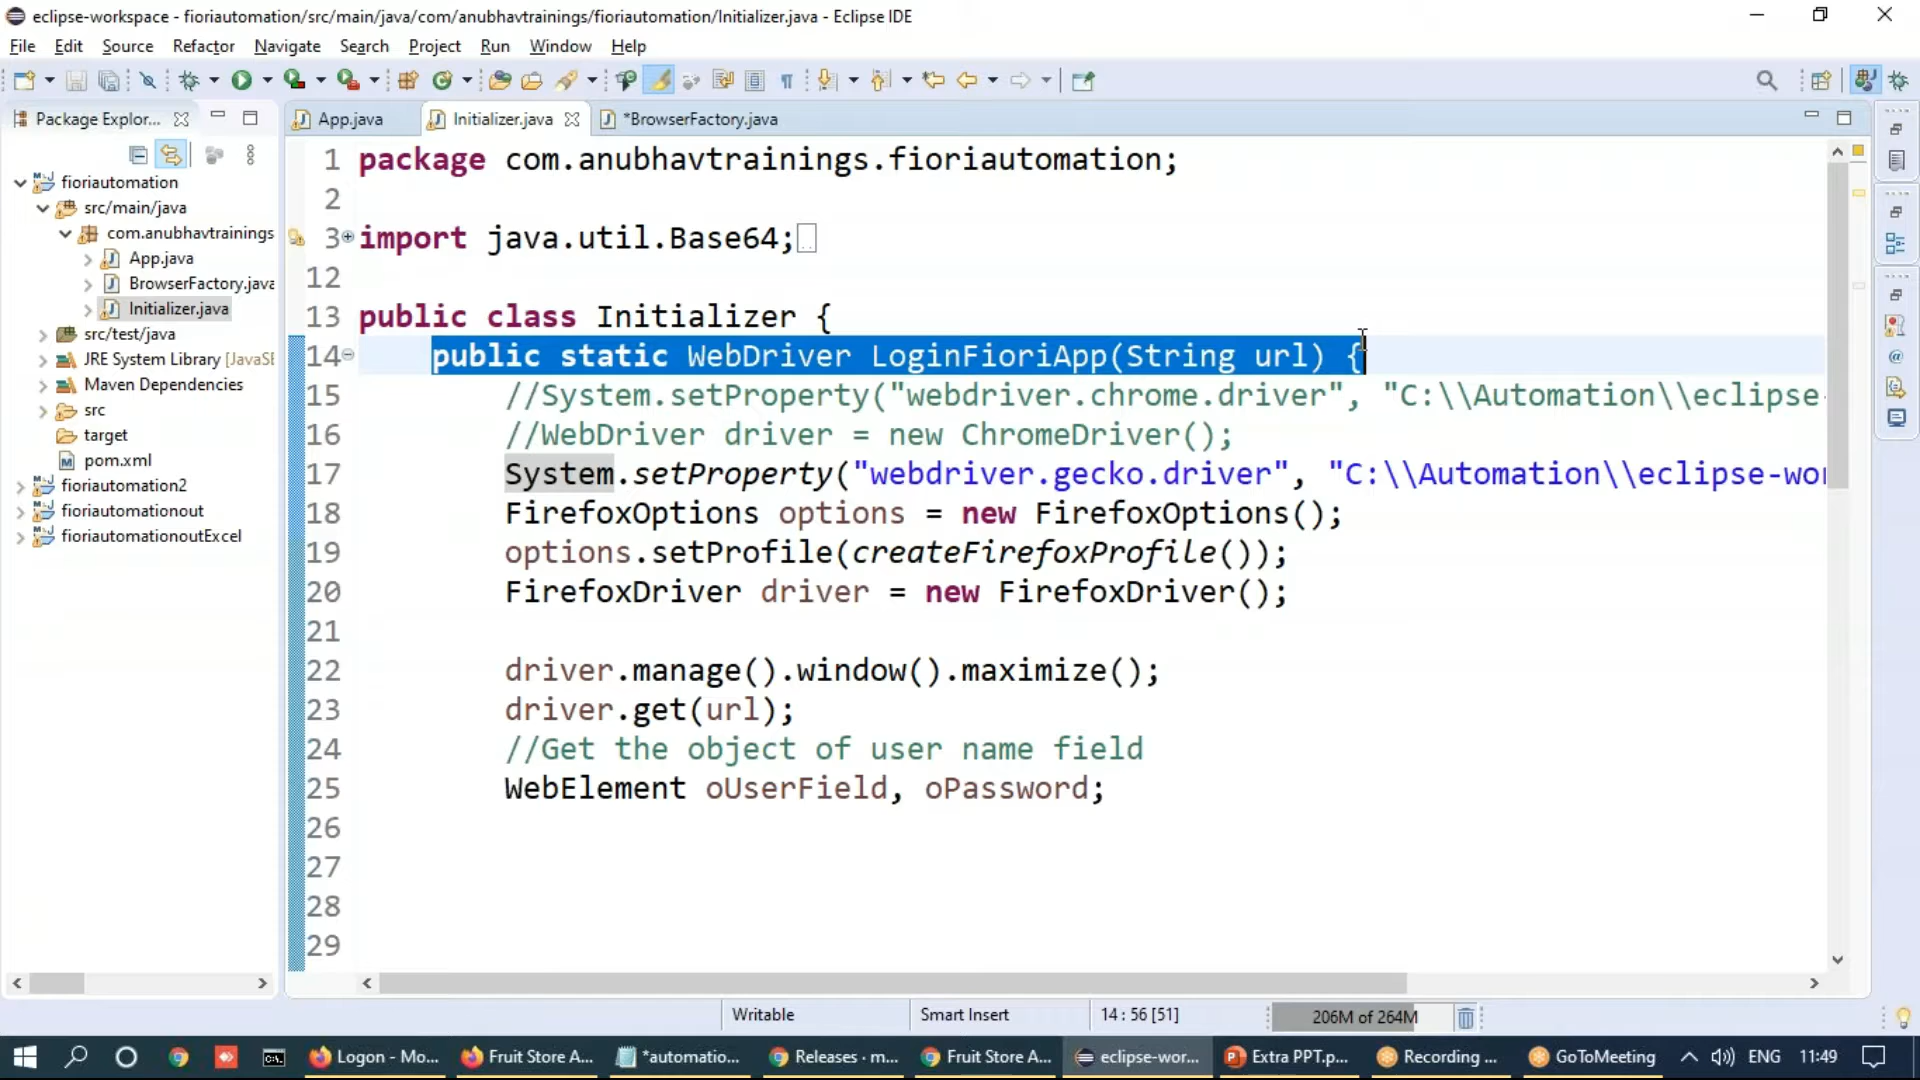 eclipse-workspace - fioriautomation/src/main/java/com/anubhavtrainings/fioriautomation/Initializer.java - Eclipse IDE
File Edit Source Refactor Navigate Search Project Run Window Help
Package Explor...
App.java Initializer.java *BrowserFactory.java
fioriautomation
src/main/java
com.anubhavtrainings
App.java
BrowserFactory.java
Initializer.java
src/test/java
JRE System Library [JavaSE
Maven Dependencies
src
target
pom.xml
fioriautomation2
fioriautomationout
fioriautomationoutExcel
1 package com.anubhavtrainings.fioriautomation;
2
3 import java.util.Base64;
12
13 public class Initializer {
14 public static WebDriver LoginFioriApp(String url) {
15 //System.setProperty("webdriver.chrome.driver", "C:\\Automation\\eclipse-
16 //WebDriver driver = new ChromeDriver();
17 System.setProperty("webdriver.gecko.driver", "C:\\Automation\\eclipse-wor
18 FirefoxOptions options = new FirefoxOptions();
19 options.setProfile(createFirefoxProfile());
20 FirefoxDriver driver = new FirefoxDriver();
21
22 driver.manage().window().maximize();
23 driver.get(url);
24 //Get the object of user name field
25 WebElement oUserField, oPassword;
26
27
28
29
Writable Smart Insert 14 : 56 [51] 206M of 264M
Logon - Mo... Fruit Store A... *automatio... Releases · m... Fruit Store A... eclipse-wor... Extra PPT.p... Recording ... GoToMeeting ENG 11:49